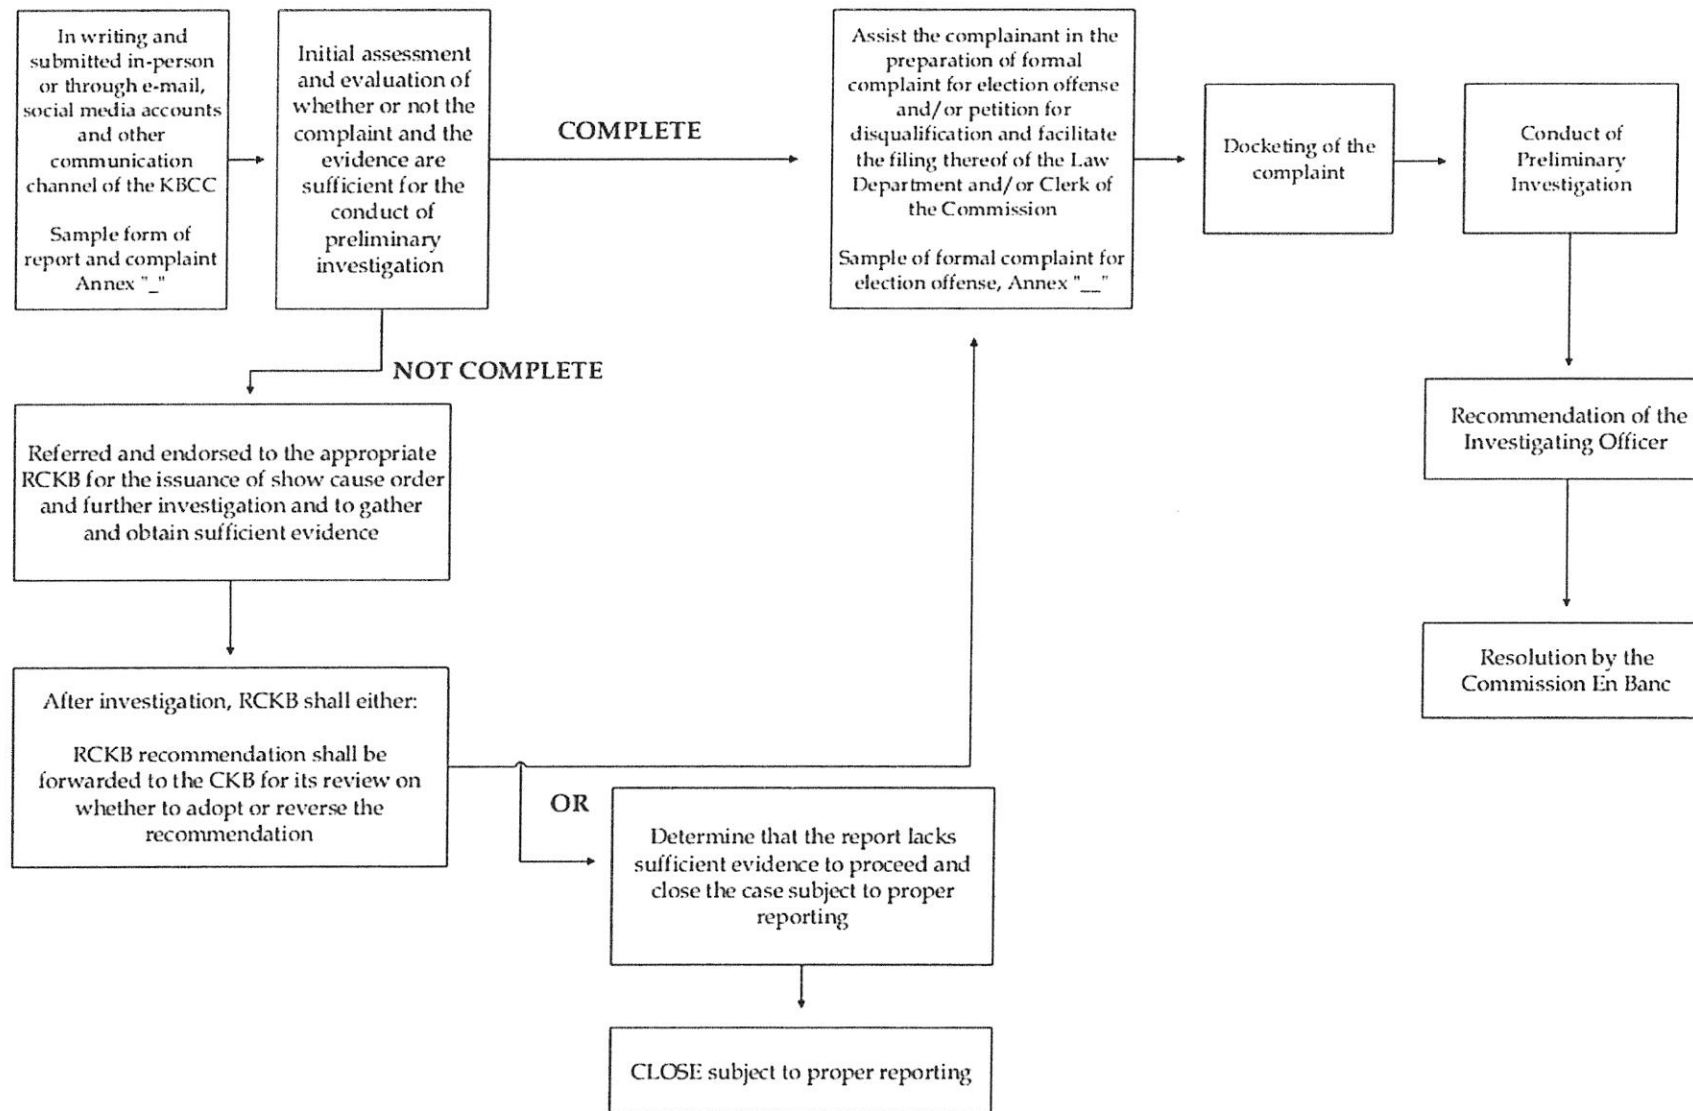 In writing and
submitted in-person
or through e-mail,
social media accounts
and other
communication
channel of the KBCC
Sample form of
report and complaint
Annex "_"
Initial assessment
and evaluation of
whether or not the
complaint and the
evidence are
sufficient for the
conduct of
preliminary
investigation
COMPLETE
Assist the complainant in the
preparation of formal
complaint for election offense
and/or petition for
disqualification and facilitate
the filing thereof of the Law
Department and/or Clerk of
the Commission
Sample of formal complaint for
election offense, Annex "__"
Docketing of the
complaint
Conduct of
Preliminary
Investigation
NOT COMPLETE
Referred and endorsed to the appropriate
RCKB for the issuance of show cause order
and further investigation and to gather
and obtain sufficient evidence
Recommendation of the
Investigating Officer
After investigation, RCKB shall either:
RCKB recommendation shall be
forwarded to the CKB for its review on
whether to adopt or reverse the
recommendation
OR
Determine that the report lacks
sufficient evidence to proceed and
close the case subject to proper
reporting
Resolution by the
Commission En Banc
CLOSE subject to proper reporting